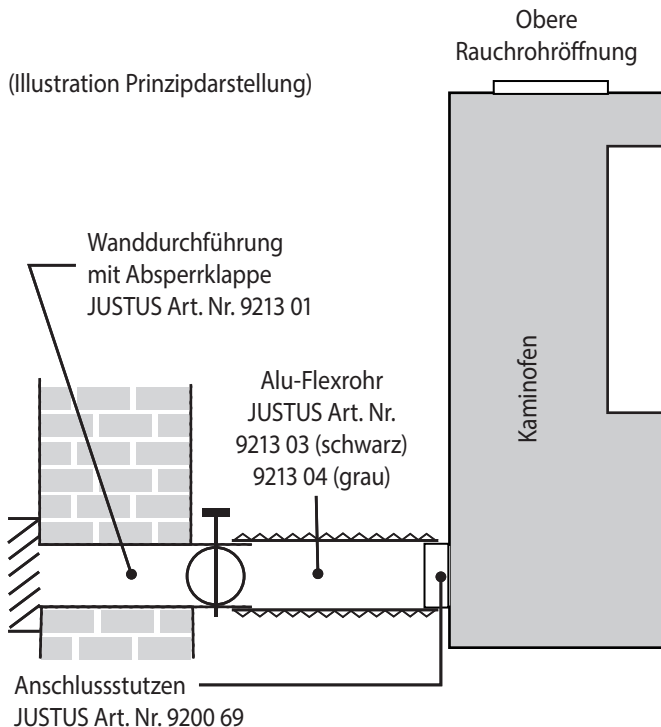 Obere
Rauchrohröffnung
(Illustration Prinzipdarstellung)
Wanddurchführung
mit Absperrklappe
JUSTUS Art. Nr. 9213 01
Alu-Flexrohr
JUSTUS Art. Nr.
9213 03 (schwarz)
9213 04 (grau)
Kaminofen
Anschlussstutzen
JUSTUS Art. Nr. 9200 69